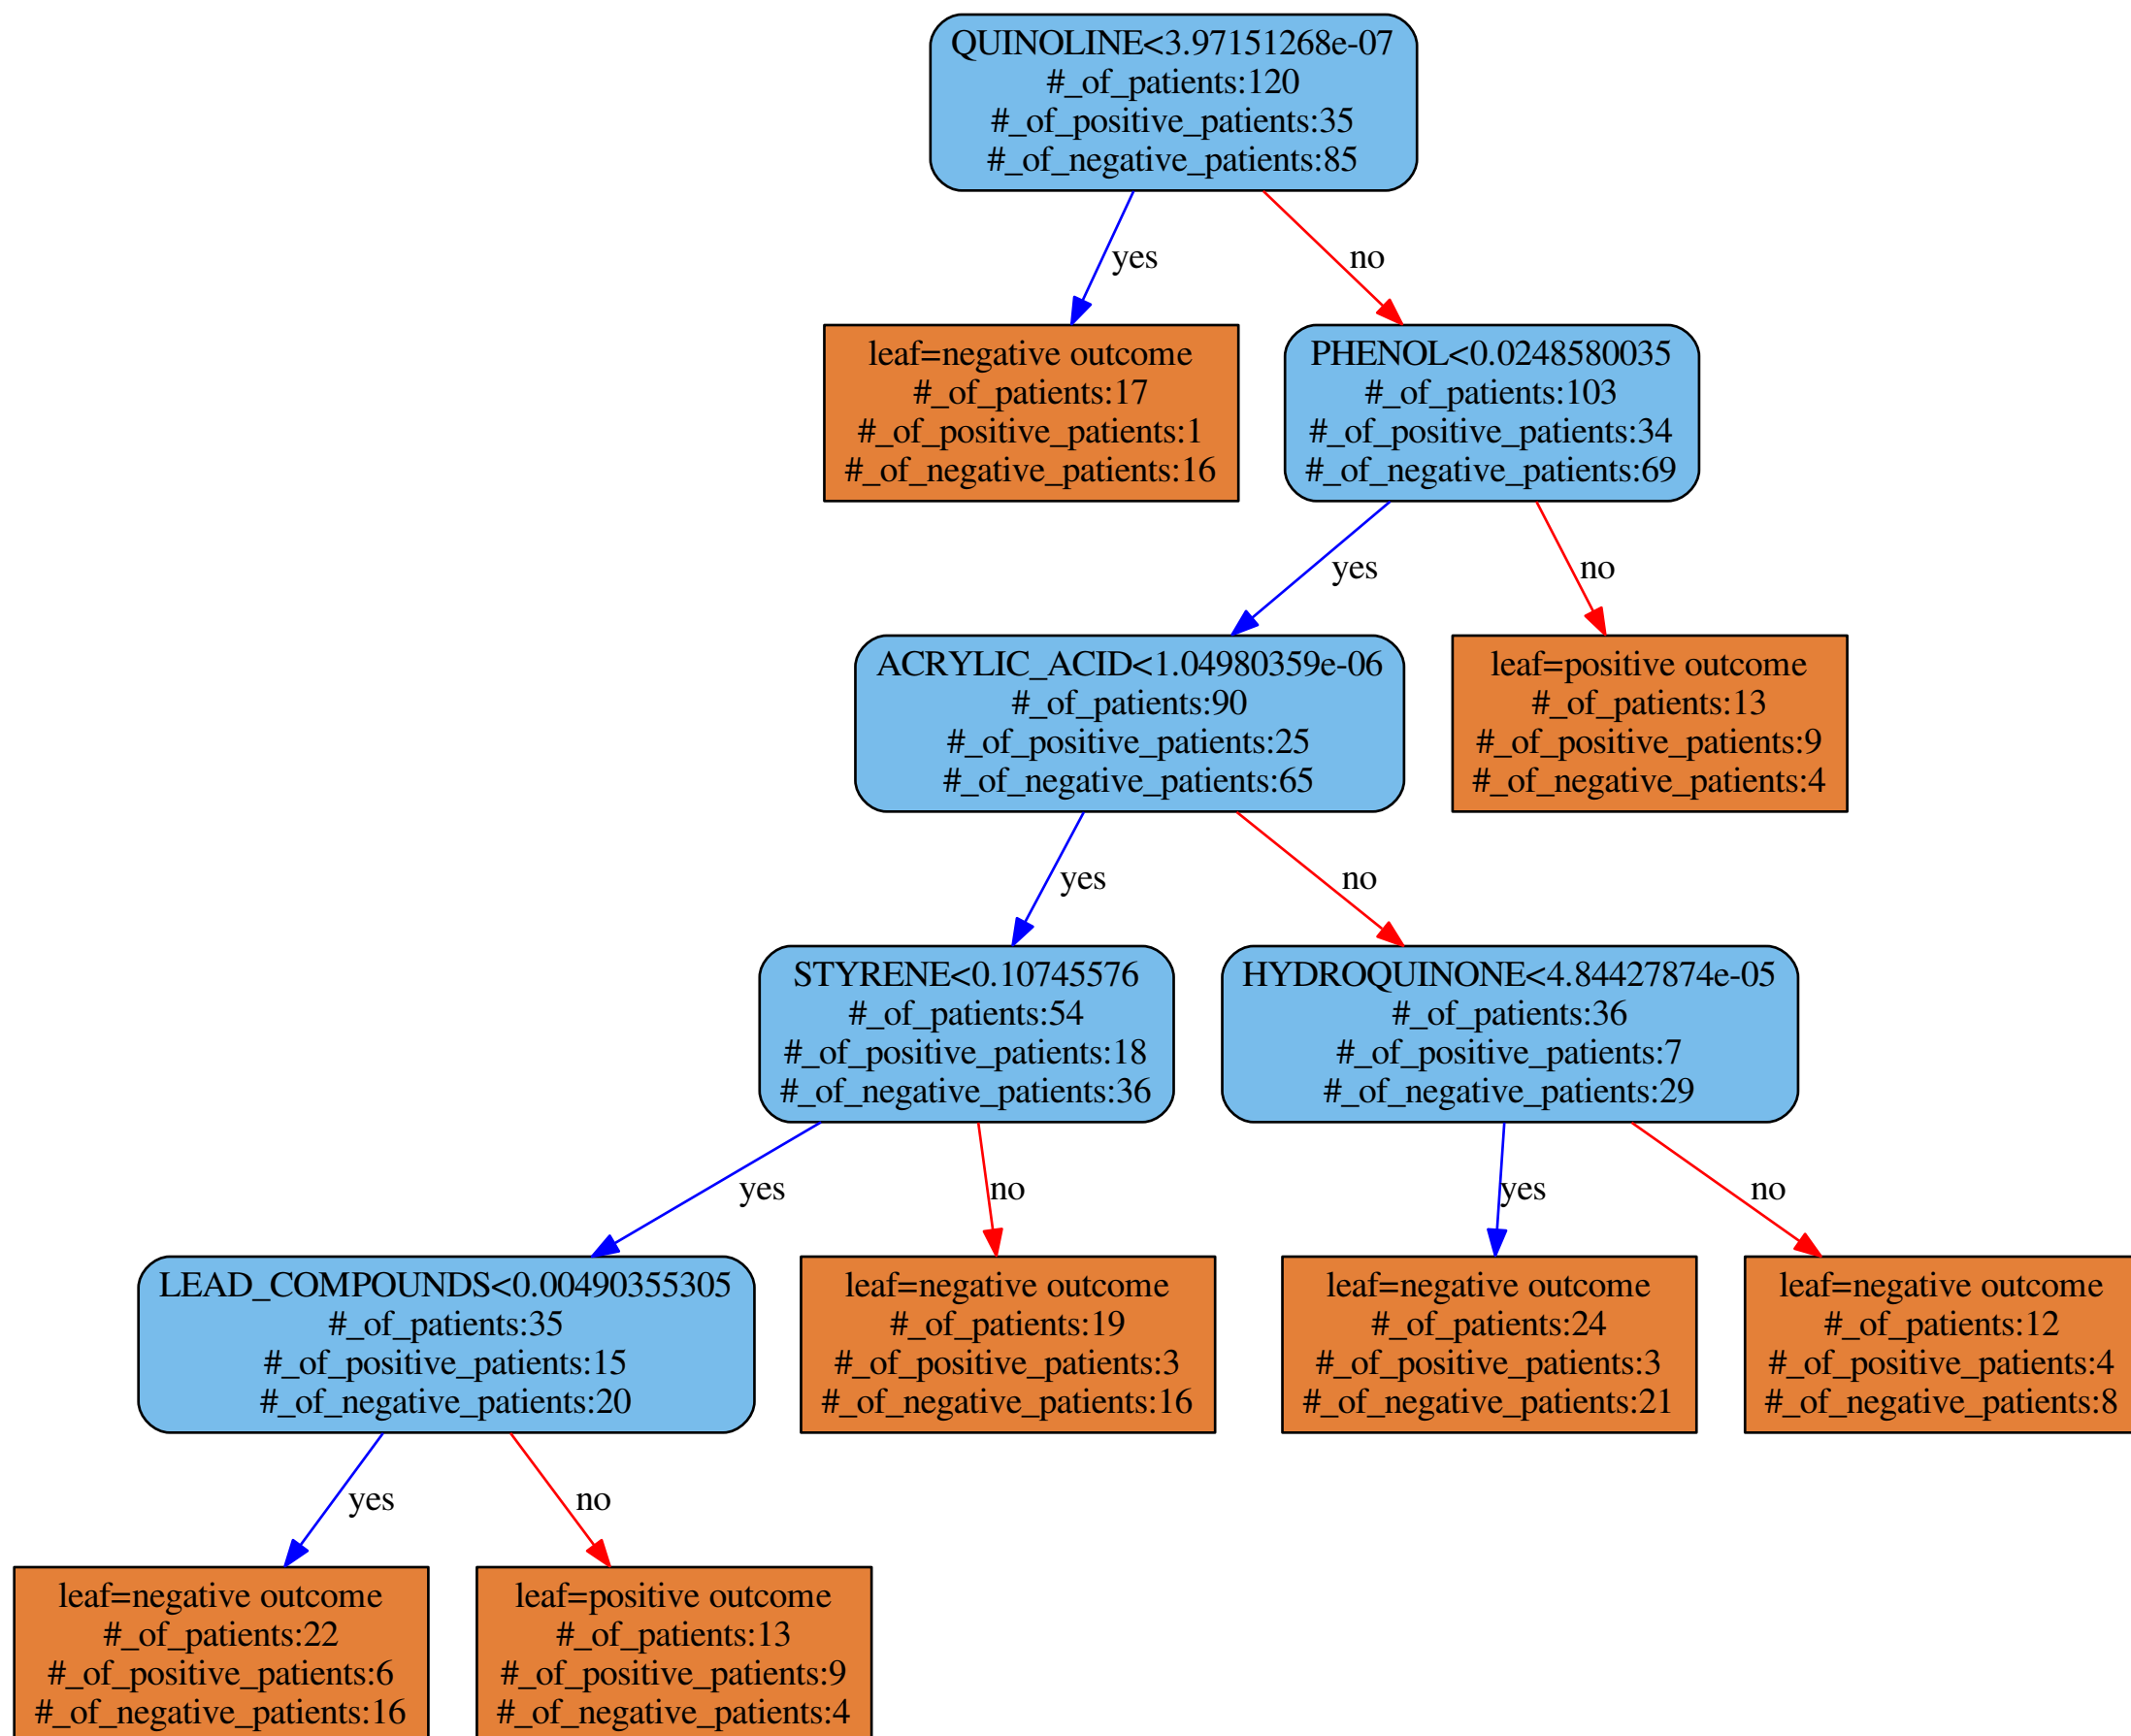 QUINOLINE<3.97151268e-07
#_of_patients:120
#_of_positive_patients:35
#_of_negative_patients:85
yes
no
leaf=negative outcome
#_of_patients:17
#_of_positive_patients:1
#_of_negative_patients:16
PHENOL<0.0248580035
#_of_patients:103
#_of_positive_patients:34
#_of_negative_patients:69
yes
no
ACRYLIC_ACID<1.04980359e-06
#_of_patients:90
#_of_positive_patients:25
#_of_negative_patients:65
leaf=positive outcome
#_of_patients:13
#_of_positive_patients:9
#_of_negative_patients:4
yes
no
STYRENE<0.10745576
#_of_patients:54
#_of_positive_patients:18
#_of_negative_patients:36
HYDROQUINONE<4.84427874e-05
#_of_patients:36
#_of_positive_patients:7
#_of_negative_patients:29
yes
no
yes
no
LEAD_COMPOUNDS<0.00490355305
#_of_patients:35
#_of_positive_patients:15
#_of_negative_patients:20
leaf=negative outcome
#_of_patients:19
#_of_positive_patients:3
#_of_negative_patients:16
leaf=negative outcome
#_of_patients:24
#_of_positive_patients:3
#_of_negative_patients:21
leaf=negative outcome
#_of_patients:12
#_of_positive_patients:4
#_of_negative_patients:8
yes
no
leaf=negative outcome
#_of_patients:22
#_of_positive_patients:6
#_of_negative_patients:16
leaf=positive outcome
#_of_patients:13
#_of_positive_patients:9
#_of_negative_patients:4